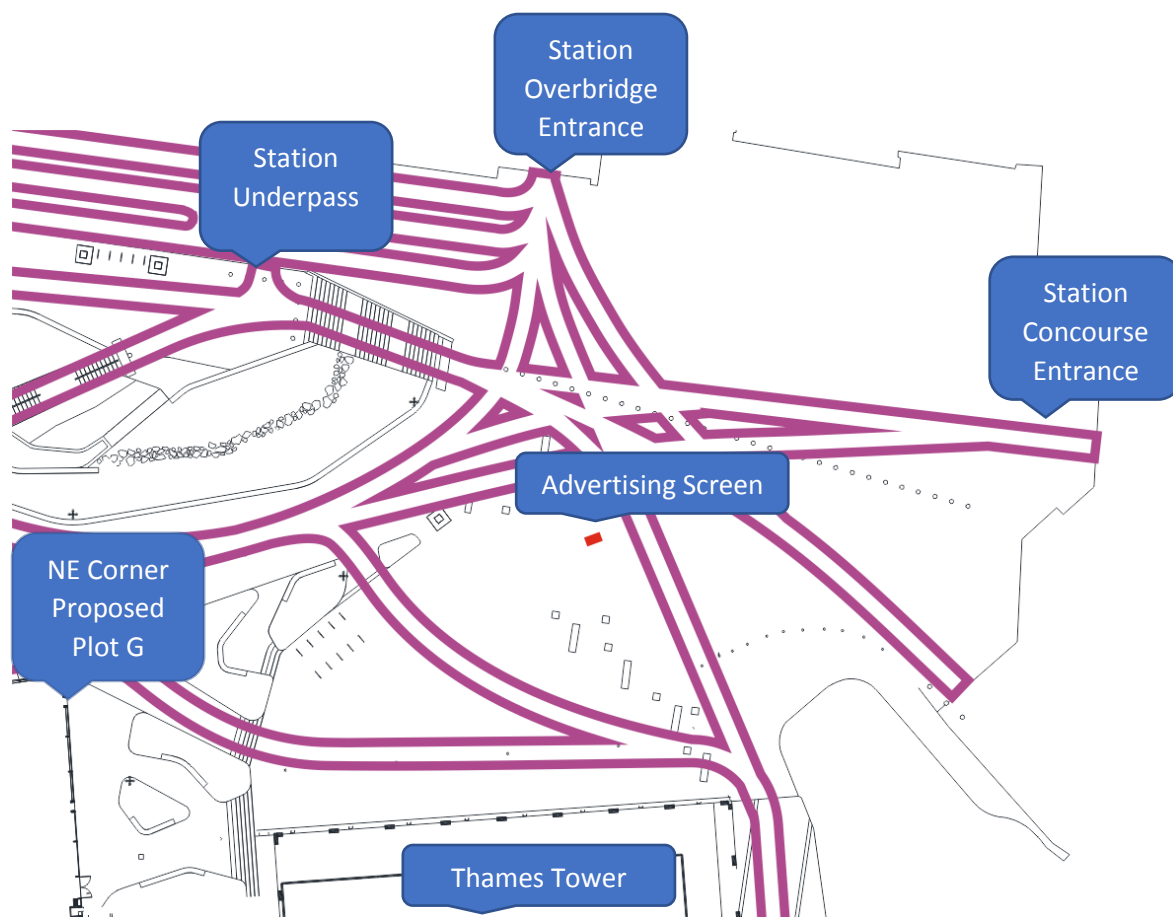 Station
Overbridge
Entrance
Station
Underpass
Station
Concourse
Entrance
Advertising Screen
NE Corner
Proposed
Plot G
Thames Tower